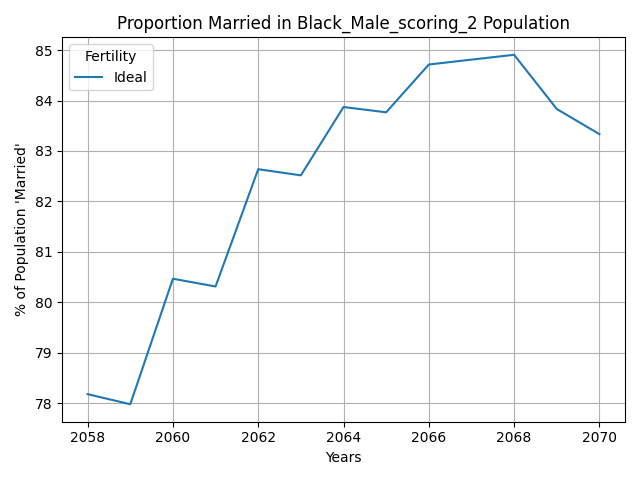 Proportion Married in Black_Male_scoring_2 Population
Fertility
Ideal
% of Population 'Married'
85
84
83
82
81
80
79
78
2058 2060 2062 2064 2066 2068 2070
Years